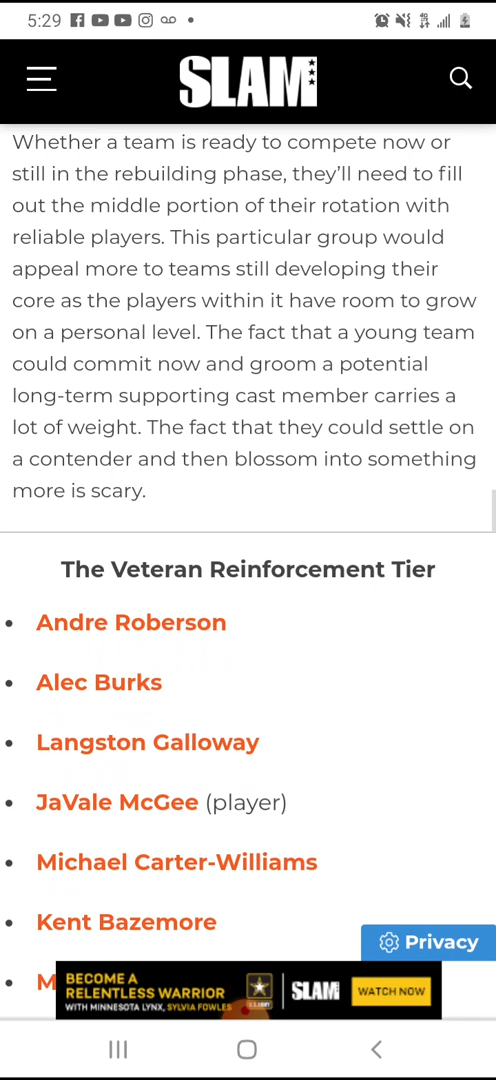 5:29
SLAM
Whether a team is ready to compete now or
still in the rebuilding phase, they’ll need to fill
out the middle portion of their rotation with
reliable players. This particular group would
appeal more to teams still developing their
core as the players within it have room to grow
on a personal level. The fact that a young team
could commit now and groom a potential
long-term supporting cast member carries a
lot of weight. The fact that they could settle on
a contender and then blossom into something
more is scary.
The Veteran Reinforcement Tier
• Andre Roberson
• Alec Burks
• Langston Galloway
• JaVale McGee (player)
• Michael Carter-Williams
• Kent Bazemore
Privacy
• M
BECOME A
RELENTLESS WARRIOR
WITH MINNESOTA LYNX, SYLVIA FOWLES
U.S. ARMY
SLAM
WATCH NOW